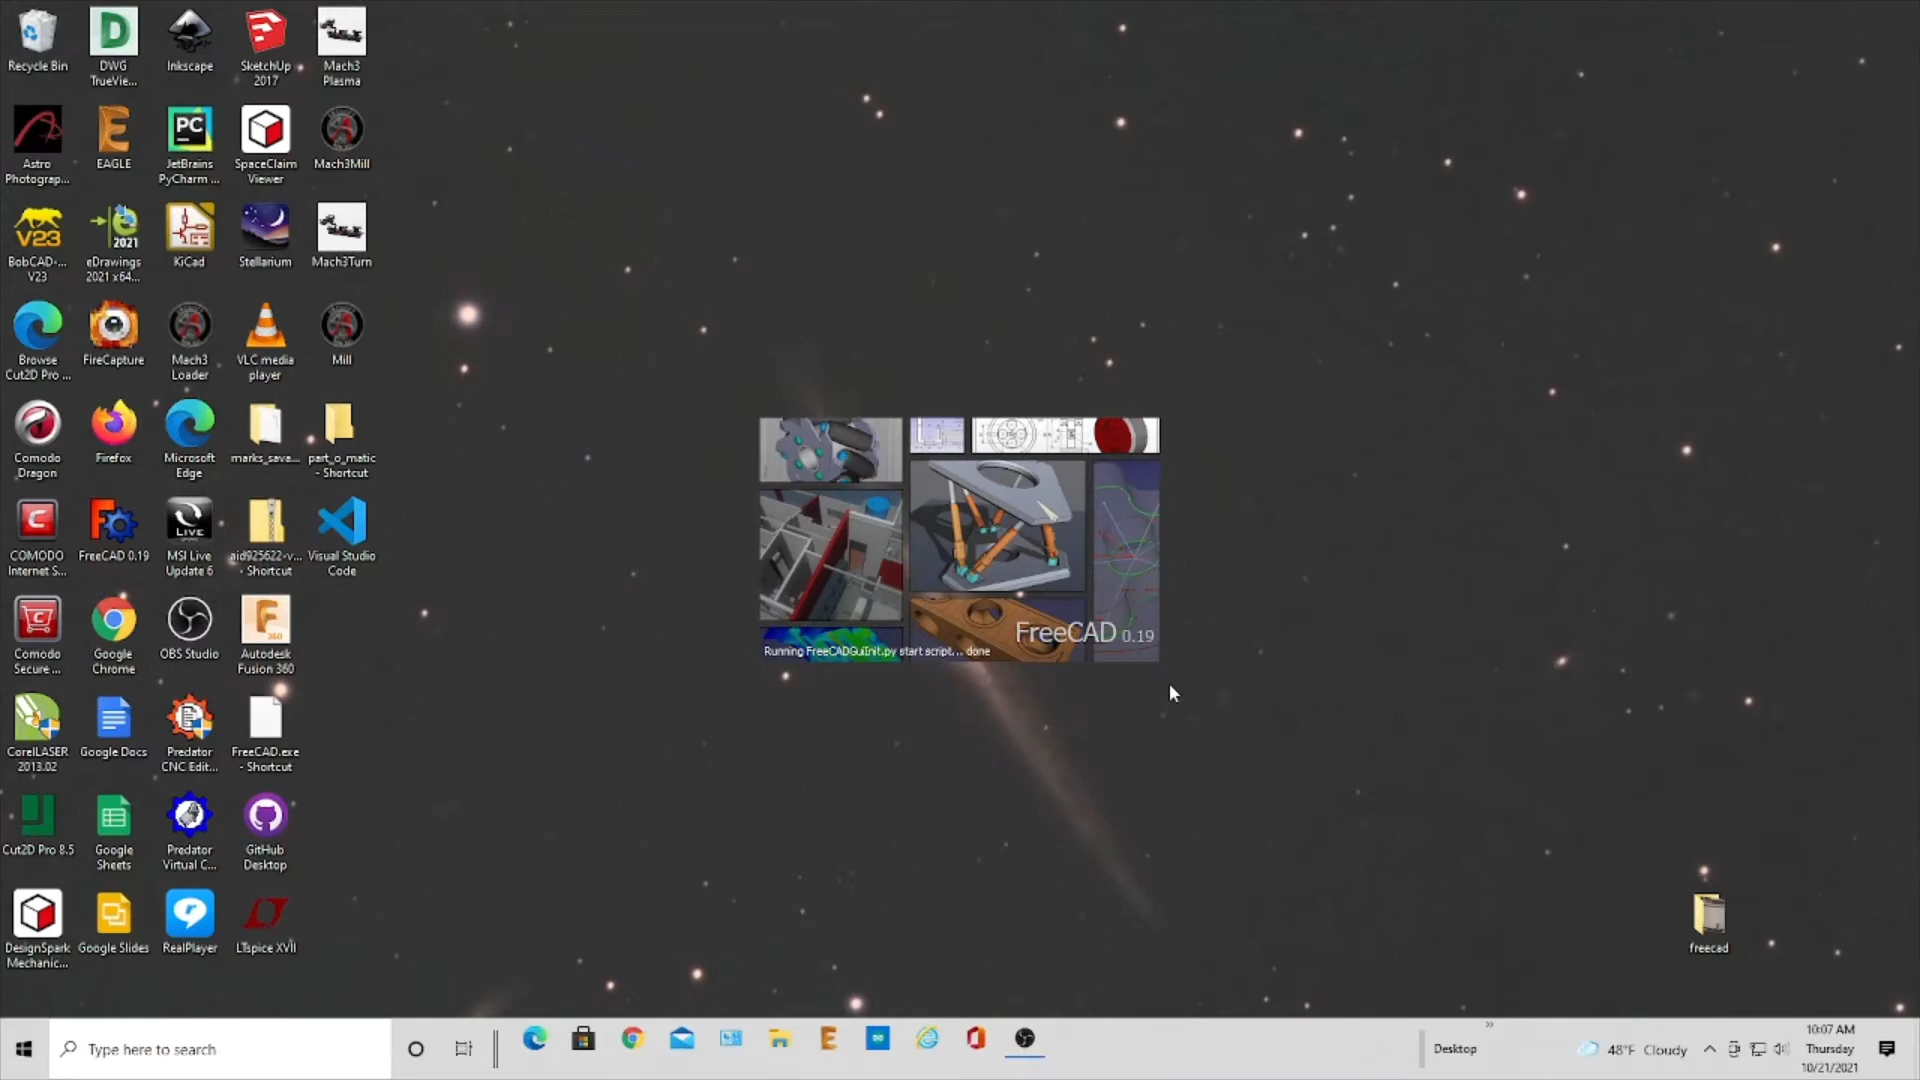 Recycle Bin
DWG
TrueVie...
Inkscape
SketchUp
2017
Mach3
Plasma
Astro
Photograp...
EAGLE
JetBrains
PyCharm ...
SpaceClaim
Viewer
Mach3Mill
V23
BobCAD-...
V23
2021
eDrawings
2021 x64...
KiCad
Stellarium
Mach3Turn
Browse
Cut2D Pro ...
FireCapture
Mach3
Loader
VLC media
player
Mill
Comodo
Dragon
Firefox
Microsoft
Edge
marks_sava...
part_o_matic
- Shortcut
COMODO
Internet S...
FreeCAD 0.19
LIVE
MSI Live
Update 6
aid925622-v...
- Shortcut
Visual Studio
Code
Comodo
Secure ...
Google
Chrome
OBS Studio
360
Autodesk
Fusion 360
CorelLASER
2013.02
Google Docs
Predator
CNC Edit...
FreeCAD.exe
- Shortcut
Cut2D Pro 8.5
Google
Sheets
Predator
Virtual C...
GitHub
Desktop
DesignSpark
Mechanic...
Google Slides
RealPlayer
LTspice XVII
FreeCAD 0.19
Running FreeCADGuiInit.py start script... done
freecad
Type here to search
Desktop
48°F Cloudy
10:07 AM
Thursday
10/21/2021